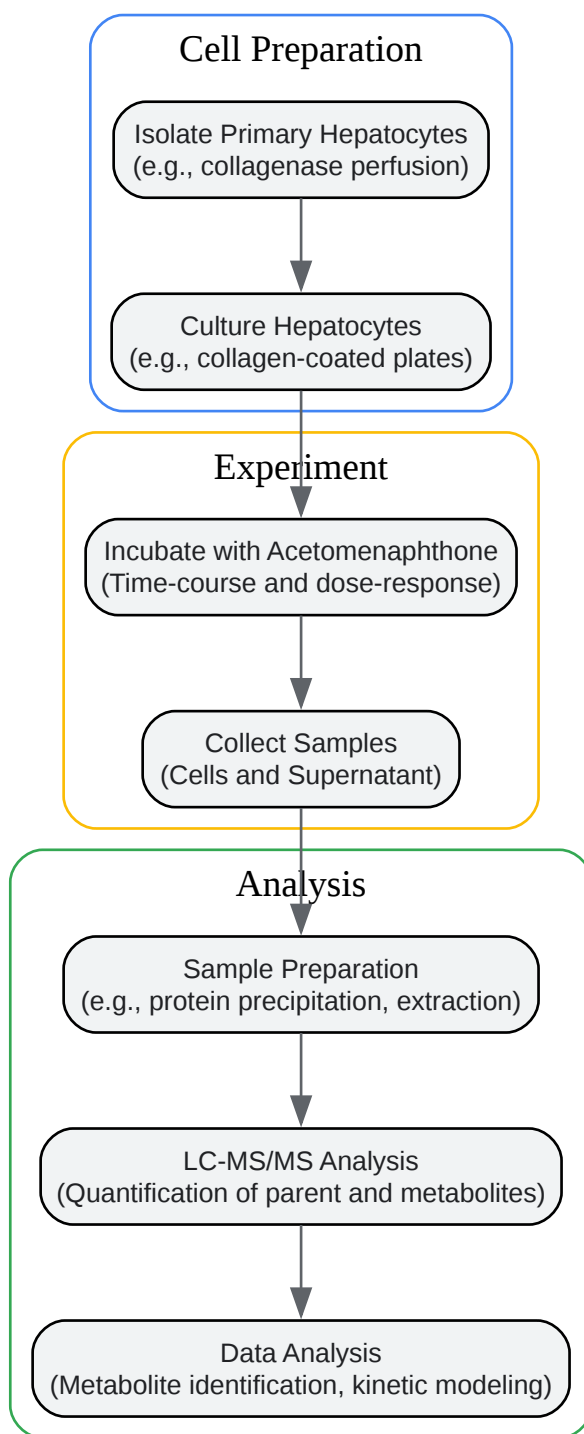 Cell Preparation
Isolate Primary Hepatocytes
(e.g., collagenase perfusion)
Culture Hepatocytes
(e.g., collagen-coated plates)
Experiment
Incubate with Acetomenaphthone
(Time-course and dose-response)
Collect Samples
(Cells and Supernatant)
Analysis
Sample Preparation
(e.g., protein precipitation, extraction)
LC-MS/MS Analysis
(Quantification of parent and metabolites)
Data Analysis
(Metabolite identification, kinetic modeling)